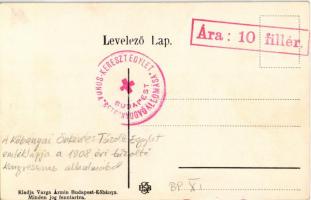 Levelező Lap.
Ára: 10 fillér.
BUDAPEST
A Kőbányai Önkéntes Tűzoltó Egylet
emléklapja a 1908 évi tűzoltó
kongresszus alkalmából
Kiadja Varga Ármin Budapest-Kőbánya.
Minden jog fenntartva.
BP. XI